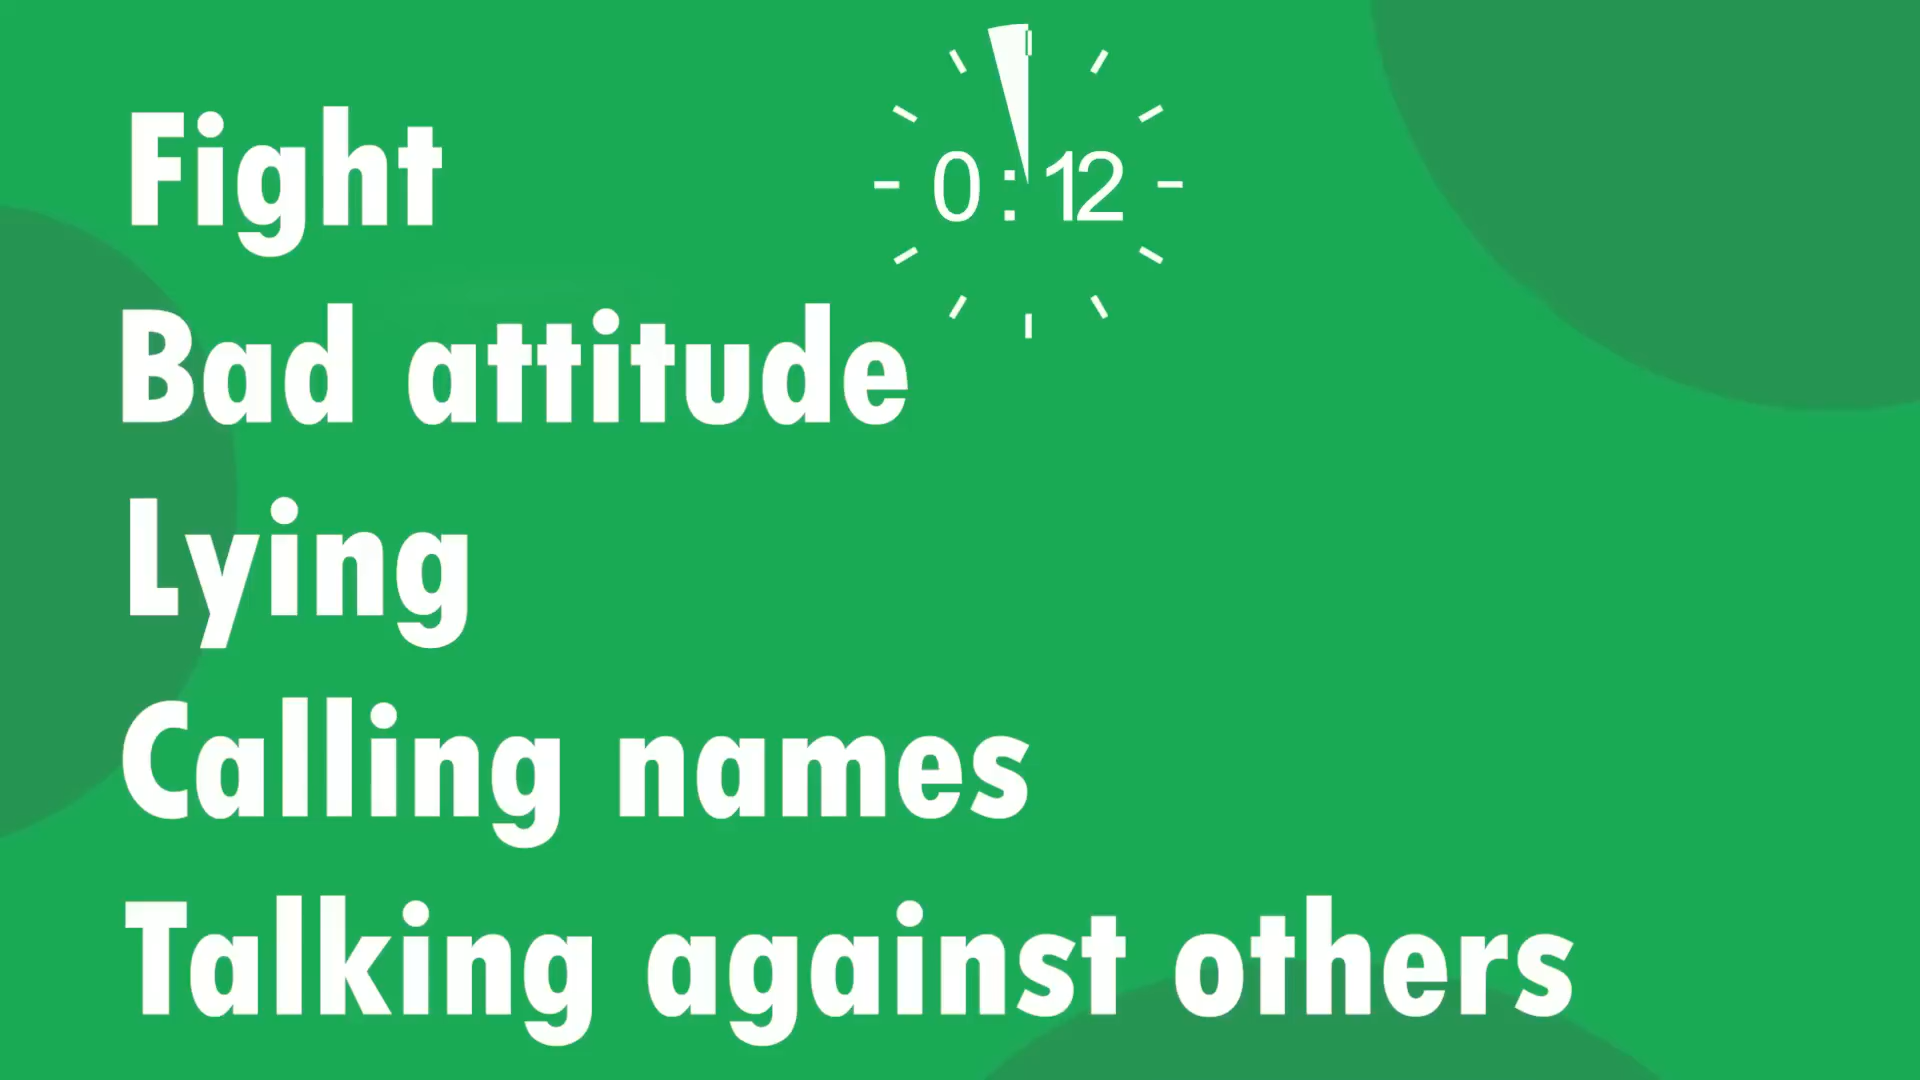 Fight
0:12
Bad attitude
Lying
Calling names
Talking against others